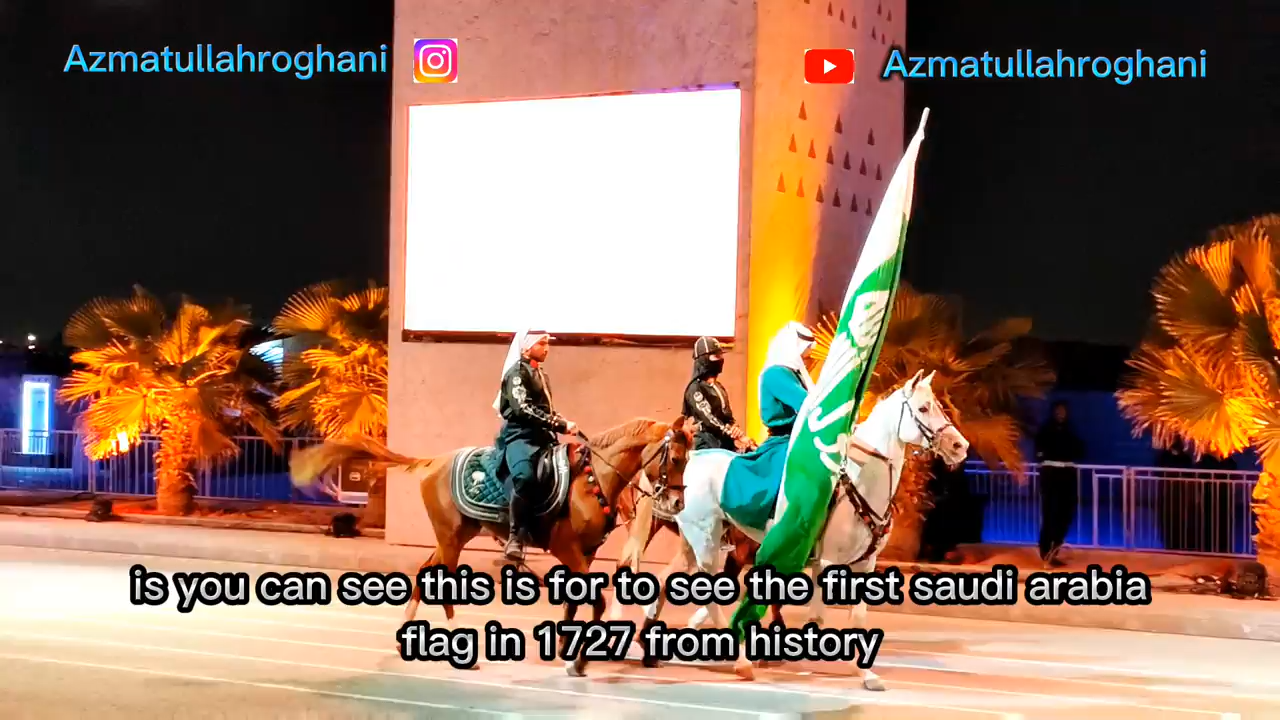 Azmatullahroghani
Azmatullahroghani
is you can see this is for to see the first saudi arabia
flag in 1727 from history